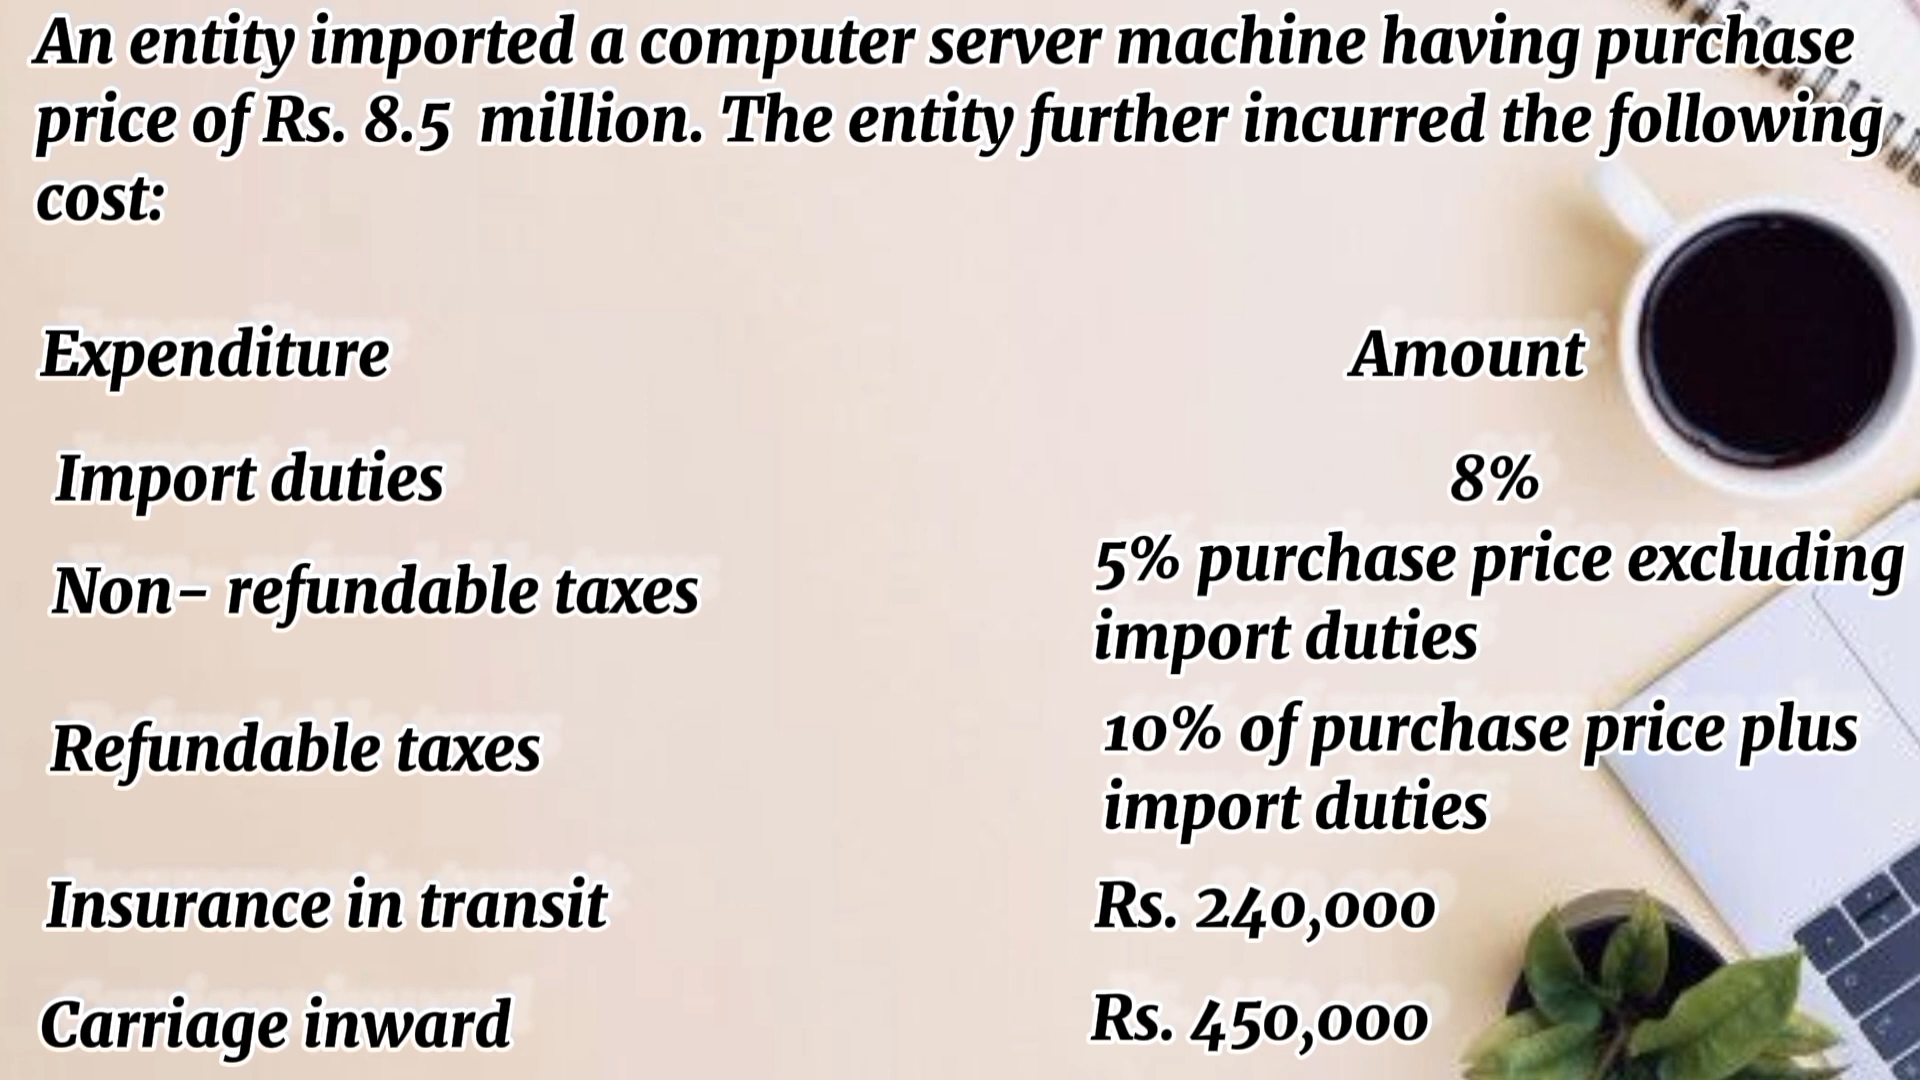 An entity imported a computer server machine having purchase
price of Rs. 8.5 million. The entity further incurred the following
cost:
Expenditure Amount
Import duties 8%
Non- refundable taxes 5% purchase price excluding
import duties
Refundable taxes 10% of purchase price plus
import duties
Insurance in transit Rs. 240,000
Carriage inward Rs. 450,000